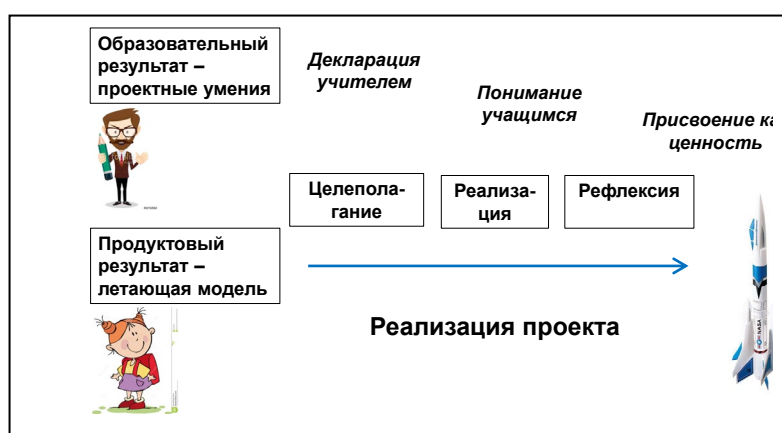 Образовательный
результат –
проектные умения
Декларация
учителем
Понимание
учащимся
Присвоение
ценность
Целепола-
гание
Реализа-
ция
Рефлексия
Продуктовый
результат –
летающая модель
Реализация проекта
NASA